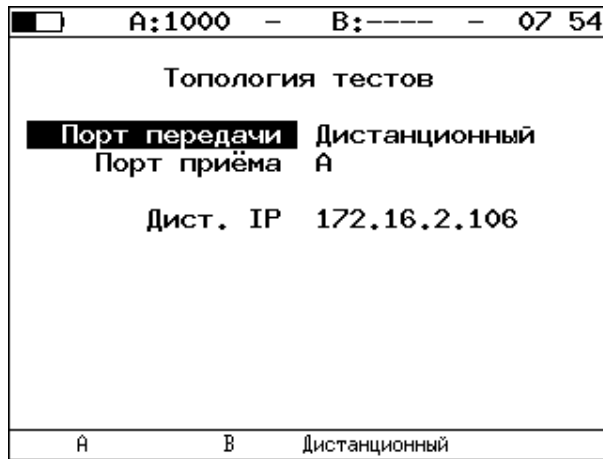 A:1000 – B:---- – 07 54
Топология тестов
Порт передачи Дистанционный
Порт приёма A
Дист. IP 172.16.2.106
A B Дистанционный